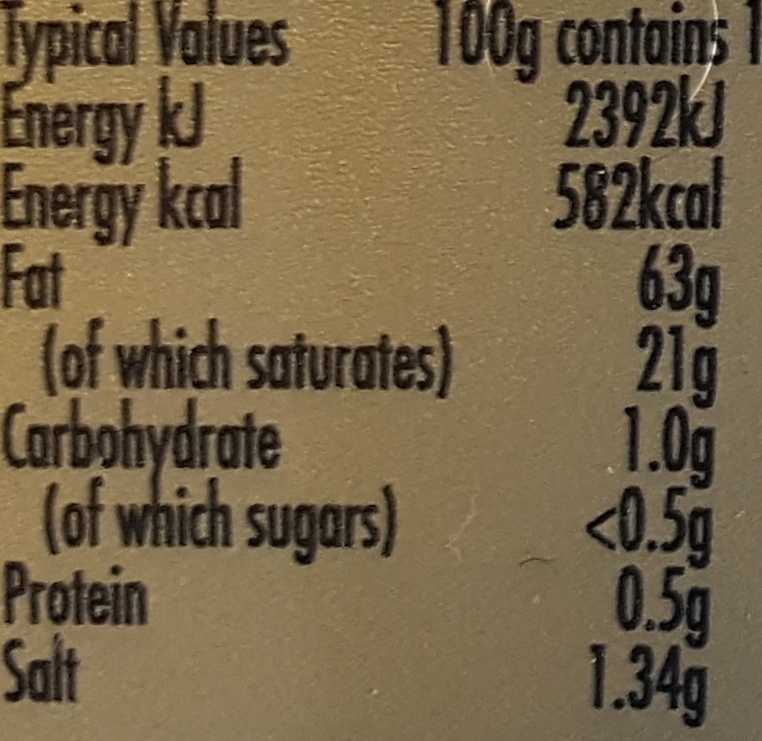 Typical Values 100g contains 1
Energy kJ 2392kJ
Energy kcal 582kcal
Fat 63g
(of which saturates) 21g
Carbohydrate 1.0g
(of which sugars) <0.5g
Protein 0.5g
Salt 1.34g